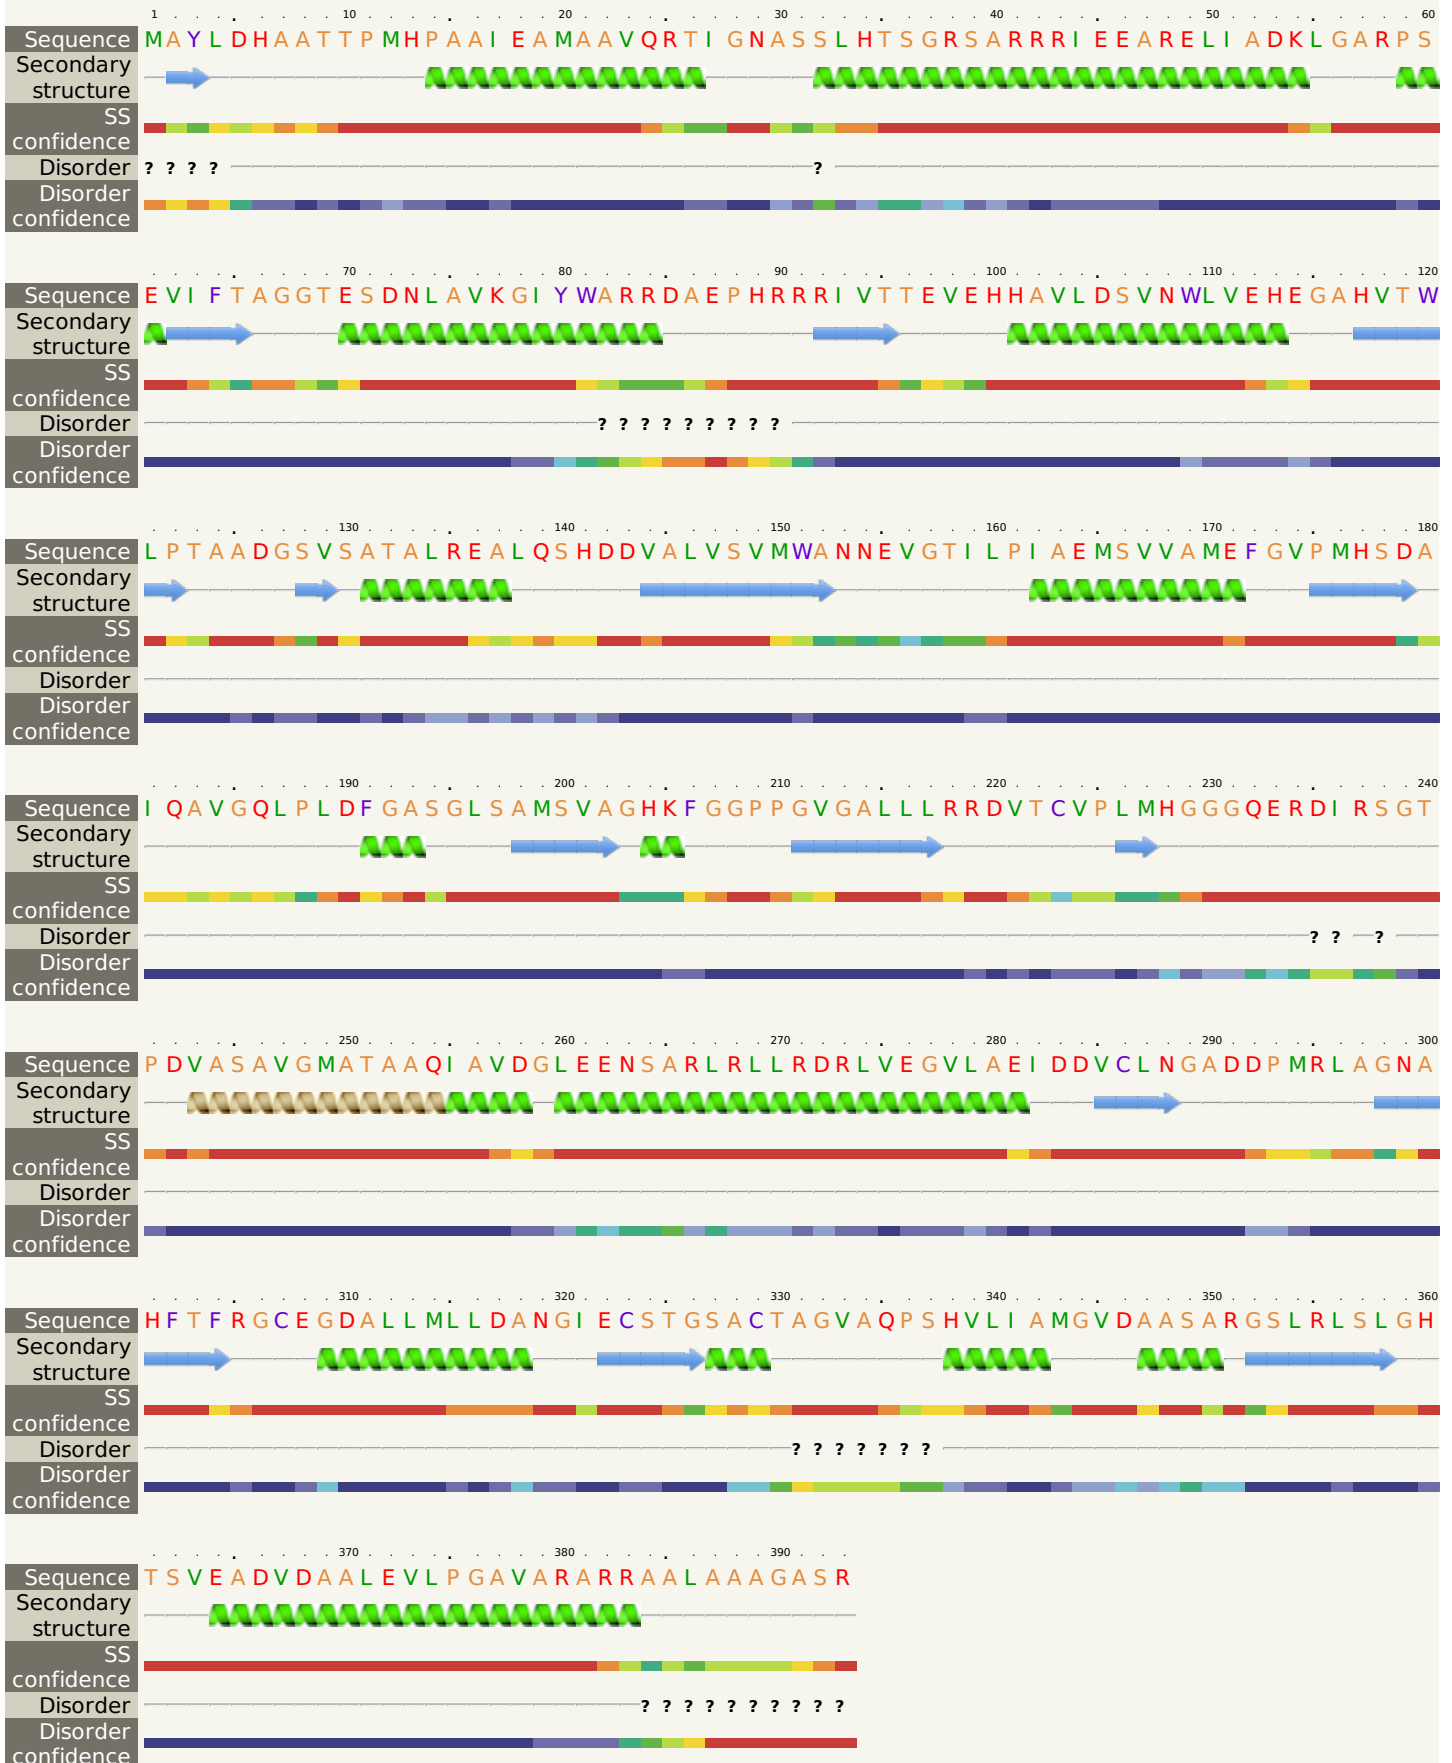 1 . . . . 10 . . . . . . . . 20 . . . . . . . . 30 . . . . . . . . 40 . . . . . . . . 50 . . . . . . . . 60
Sequence MAYLDHAATTPMHPAAIEAMAAVQRTIGNASSLHTSGRSARRRIEEARELIADKLGARPS
Secondary
structure
SS
confidence
Disorder ? ? ? ? ?
Disorder
confidence
70 80 90 100 110 120
Sequence EVIFTAGGTESDNLAVKGIYWARRDAEPHRRRIVTTEVEHHAVLDSVNWLVEHEGAHVTW
Secondary
structure
SS
confidence
Disorder ? ? ? ? ? ? ? ? ?
Disorder
confidence
130 140 150 160 170 180
Sequence LPTAADGSVSATALREALQSHDDVALVSVMWANNEVGTILPIAEMSVVAMEFGVPMHSDA
Secondary
structure
SS
confidence
Disorder
Disorder
confidence
190 200 210 220 230 240
Sequence IQAVGQLPLDFGASGLSAMSVAGHKFGGPPGVGALLLRRDVTCVPLMHGGGQERDIRSGT
Secondary
structure
SS
confidence
Disorder ? ? ?
Disorder
confidence
250 260 270 280 290 300
Sequence PDVASAVGMATAAQIAVDGLEENSARLRLLRDRLVEGVLAEIDDVCLNGADDPMRLAGNA
Secondary
structure
SS
confidence
Disorder
Disorder
confidence
310 320 330 340 350 360
Sequence HFTFRGCEGDALLMLLDANGIECSTGSACTAGVAQPSHVLIAMGVDAASARGSLRLSLGH
Secondary
structure
SS
confidence
Disorder ? ? ? ? ? ? ?
Disorder
confidence
370 380 390
Sequence TSVEADVDAALEVLPGAVARARRAALAAAGASR
Secondary
structure
SS
confidence
Disorder ? ? ? ? ? ? ? ? ? ?
Disorder
confidence